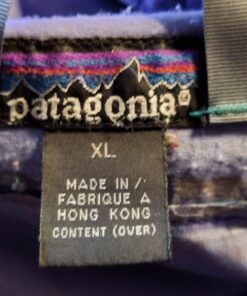 patagonia®
XL
MADE IN /
FABRIQUE A
HONG KONG
CONTENT (OVER)